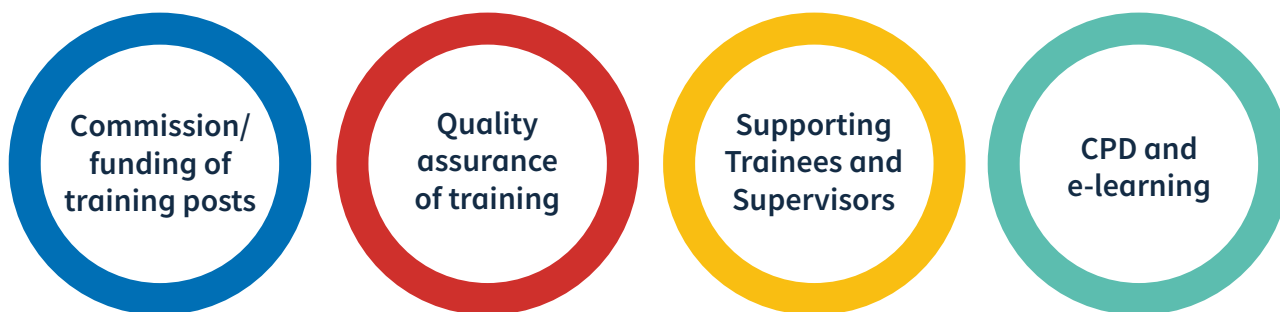 Commission/
funding of
training posts
Quality
assurance
of training
Supporting
Trainees and
Supervisors
CPD and
e-learning